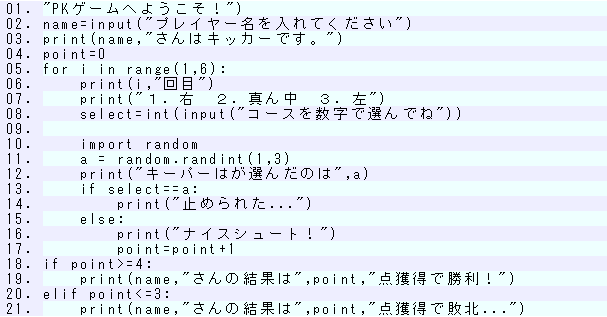 01. "PKゲームへようこそ！")
02. name=input("プレイヤー名を入れてください")
03. print(name,"さんはキッカーです。")
04. point=0
05. for i in range(1,6):
06.     print(i,"回目")
07.     print("１．右　２．真ん中　３．左")
08.     select=int(input("コースを数字で選んでね"))
09.
10.     import random
11.     a = random.randint(1,3)
12.     print("キーパーはが選んだのは",a)
13.     if select==a:
14.         print("止められた...")
15.     else:
16.         print("ナイスシュート！")
17.         point=point+1
18. if point>=4:
19.     print(name,"さんの結果は",point,"点獲得で勝利！")
20. elif point<=3:
21.     print(name,"さんの結果は",point,"点獲得で敗北...")